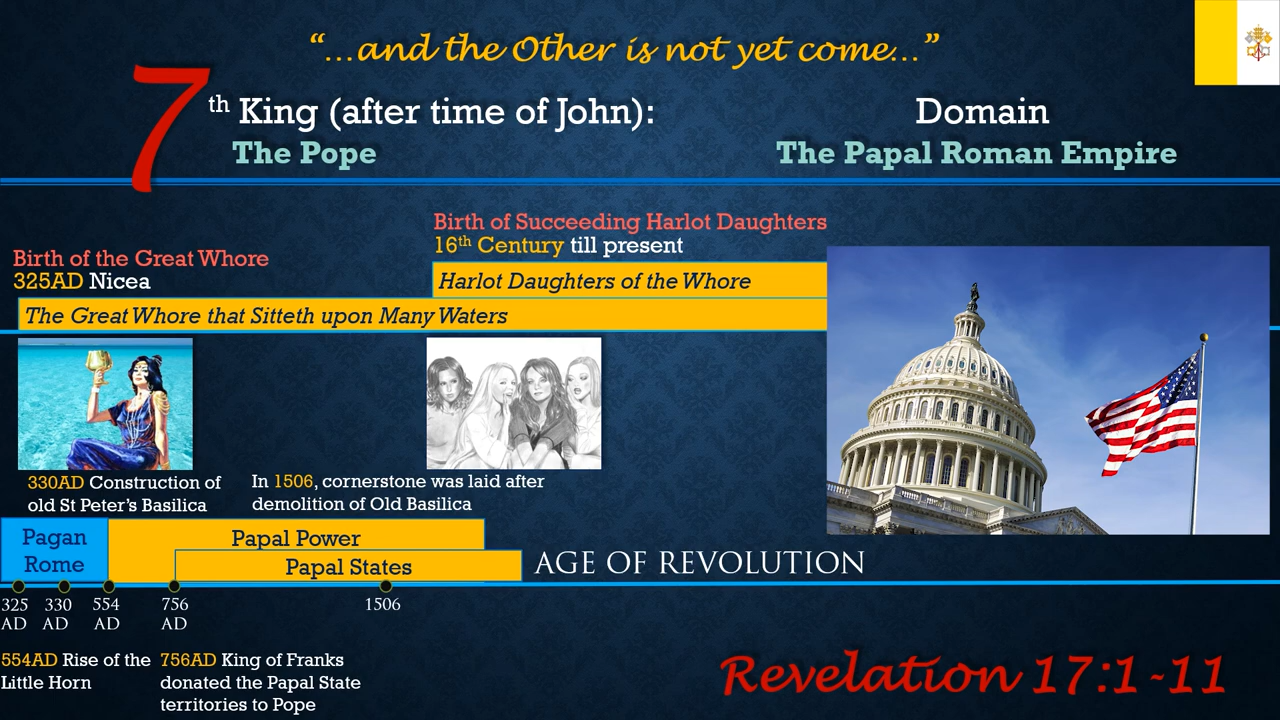 “...and the Other is not yet come...”
7th King (after time of John):
The Pope
Domain
The Papal Roman Empire
Birth of Succeeding Harlot Daughters
16th Century till present
Birth of the Great Whore
325AD Nicea
Harlot Daughters of the Whore
The Great Whore that Sitteth upon Many Waters
330AD Construction of
old St Peter’s Basilica
In 1506, cornerstone was laid after
demolition of Old Basilica
Pagan
Rome
Papal Power
Papal States
AGE OF REVOLUTION
325
AD
330
AD
554
AD
756
AD
1506
554AD Rise of the
Little Horn
756AD King of Franks
donated the Papal State
territories to Pope
Revelation 17:1-11